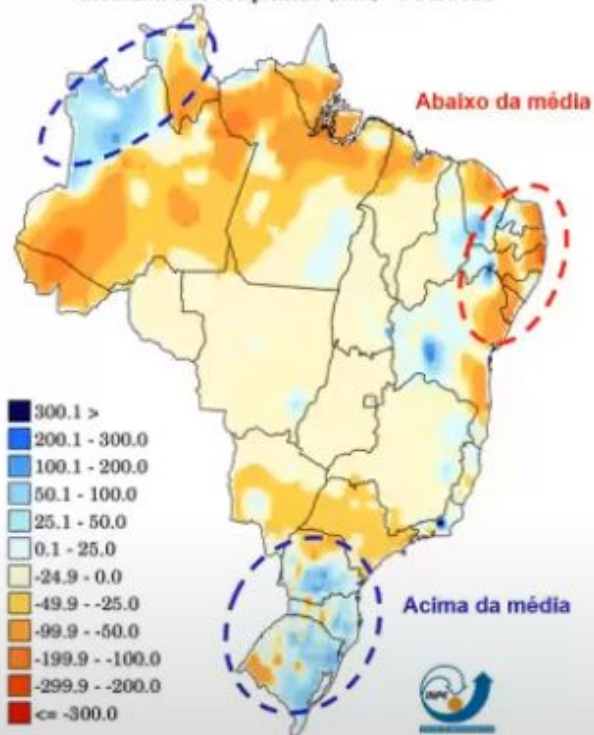 Abaixo da média
300.1 >
200.1 - 300.0
100.1 - 200.0
50.1 - 100.0
25.1 - 50.0
0.1 - 25.0
-24.9 - 0.0
-49.9 - -25.0
-99.9 - -50.0
-199.9 - -100.0
-299.9 - -200.0
<= -300.0
Acima da média
INPE